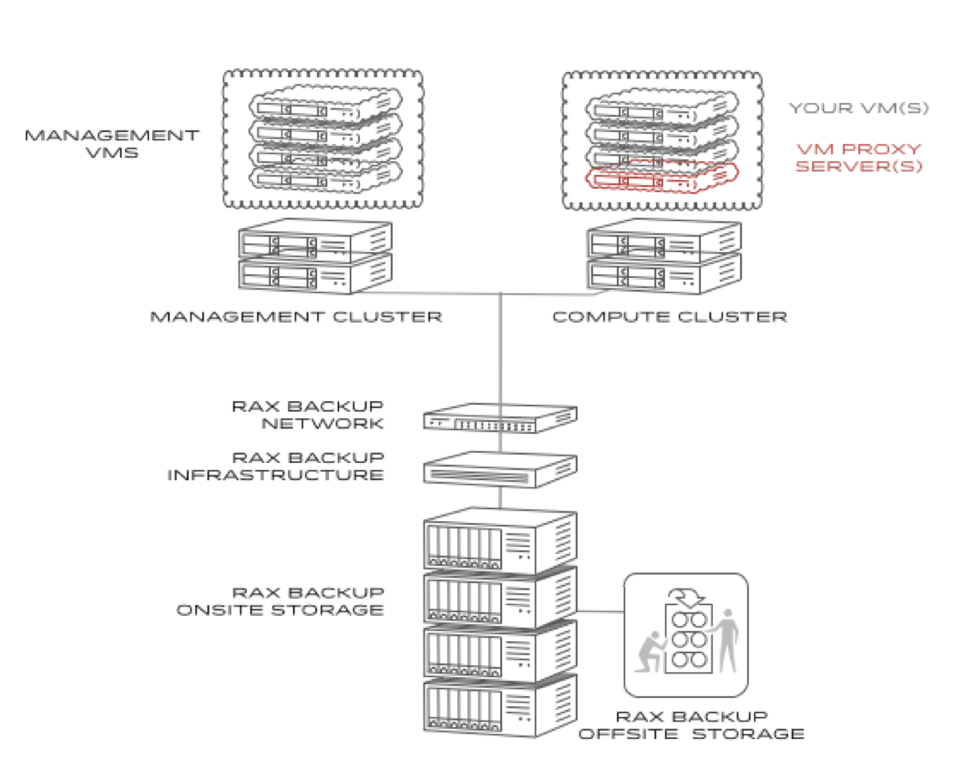 MANAGEMENT
VMS
YOUR VM(S)
VM PROXY
SERVER(S)
MANAGEMENT CLUSTER
COMPUTE CLUSTER
RAX BACKUP
NETWORK
RAX BACKUP
INFRASTRUCTURE
RAX BACKUP
ONSITE STORAGE
RAX BACKUP
OFFSITE STORAGE